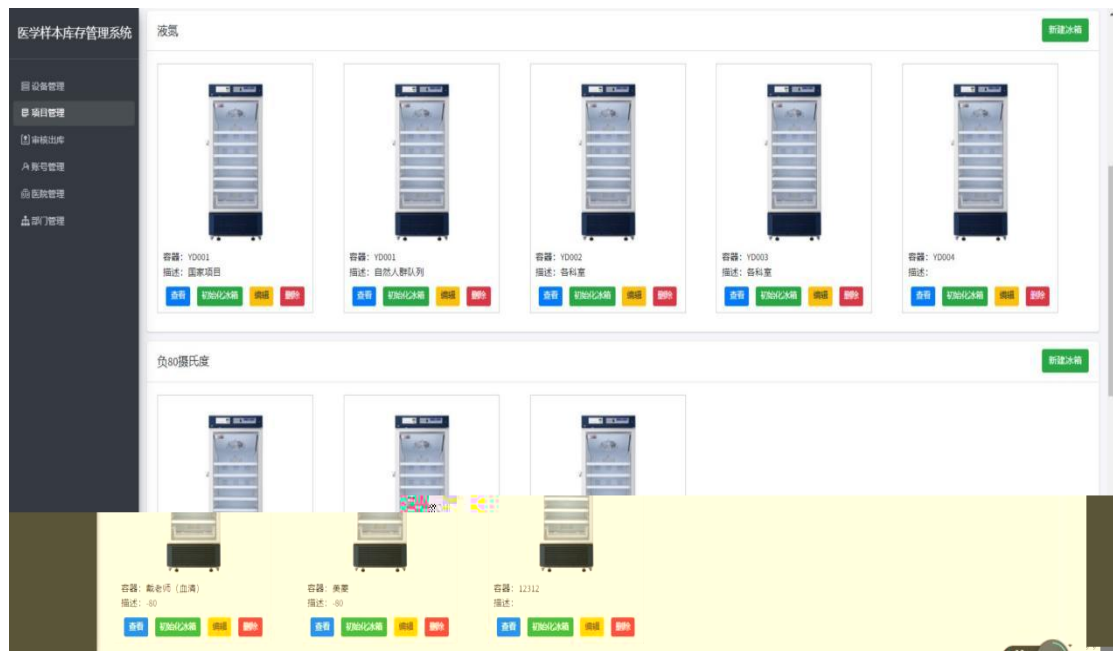 医学样本库存管理系统
设备管理
项目管理
审核出库
账号管理
医院管理
部门管理
液氮
新建冰箱
容器：YD001
描述：国家项目
查看 初始化冰箱 编辑 删除
容器：YD001
描述：自然人群队列
查看 初始化冰箱 编辑 删除
容器：YD002
描述：各科室
查看 初始化冰箱 编辑 删除
容器：YD003
描述：各科室
查看 初始化冰箱 编辑 删除
容器：YD004
描述：
查看 初始化冰箱 编辑 删除
负80摄氏度
新建冰箱
容器：戴老师（血清）
描述：-80
查看 初始化冰箱 编辑 删除
容器：美菱
描述：-80
查看 初始化冰箱 编辑 删除
容器：12312
描述：
查看 初始化冰箱 编辑 删除